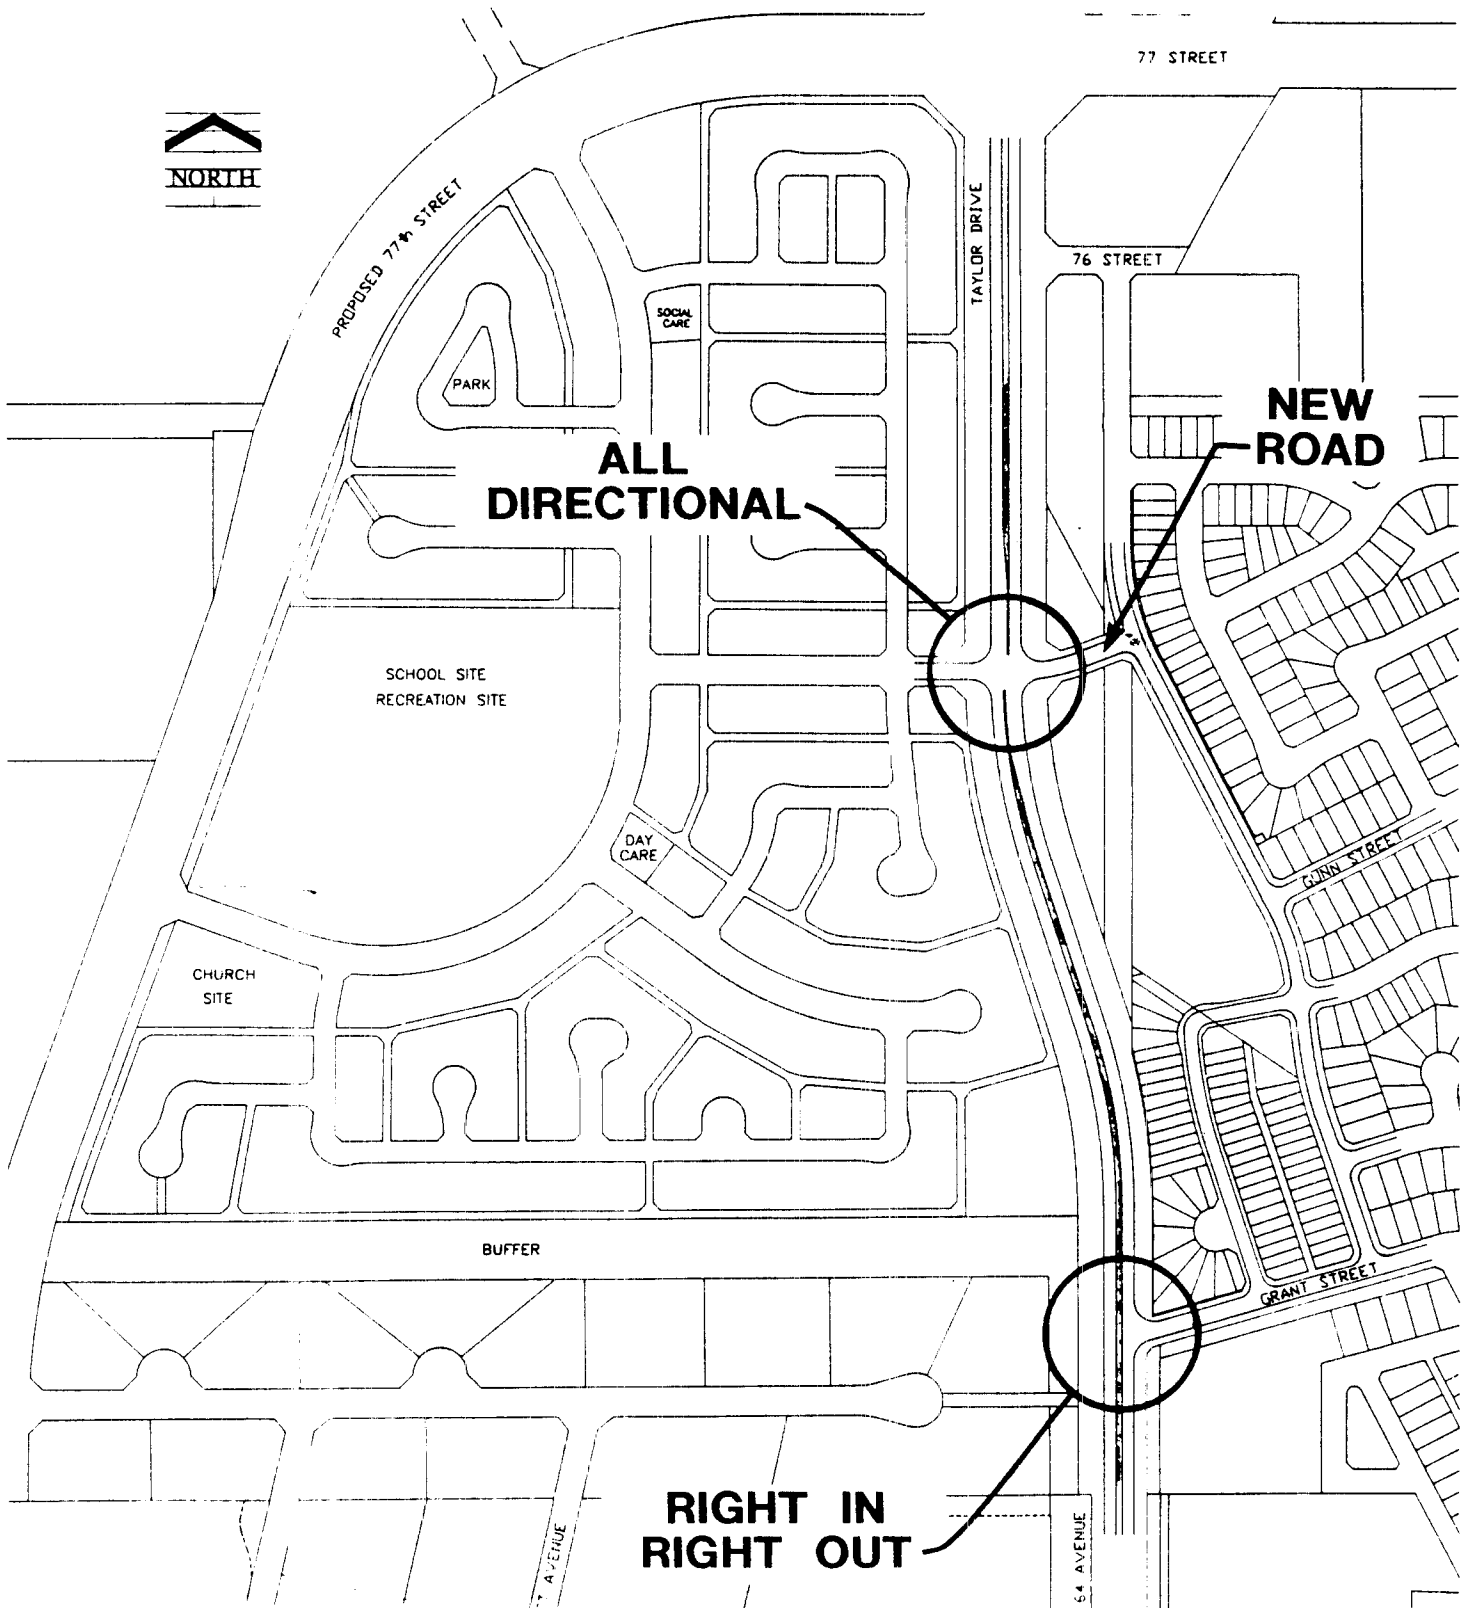 77 STREET
NORTH
PROPOSED 77th STREET
TAYLOR DRIVE
76 STREET
SOCIAL
CARE
PARK
NEW
ROAD
ALL
DIRECTIONAL
SCHOOL SITE
RECREATION SITE
DAY
CARE
GUNN STREET
CHURCH
SITE
BUFFER
GRANT STREET
RIGHT IN
RIGHT OUT
AVENUE
64 AVENUE